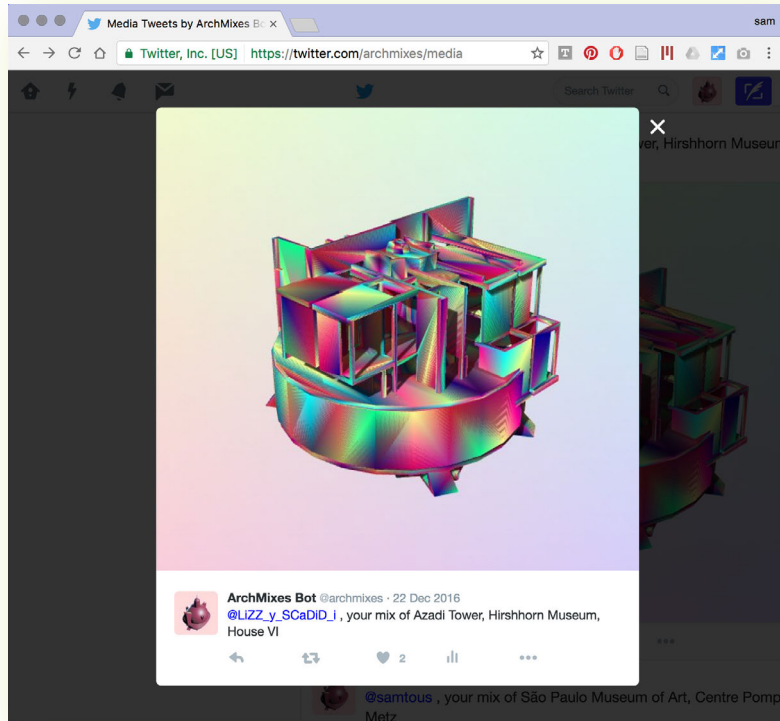 Media Tweets by ArchMixes Bo
sam
Twitter, Inc. [US] https://twitter.com/archmixes/media
Search Twitter
er, Hirshhorn Museum
ArchMixes Bot @archmixes · 22 Dec 2016
@LiZZ_y_SCaDiD_i , your mix of Azadi Tower, Hirshhorn Museum,
House VI
2
@samtous , your mix of São Paulo Museum of Art, Centre Pomp
Metz